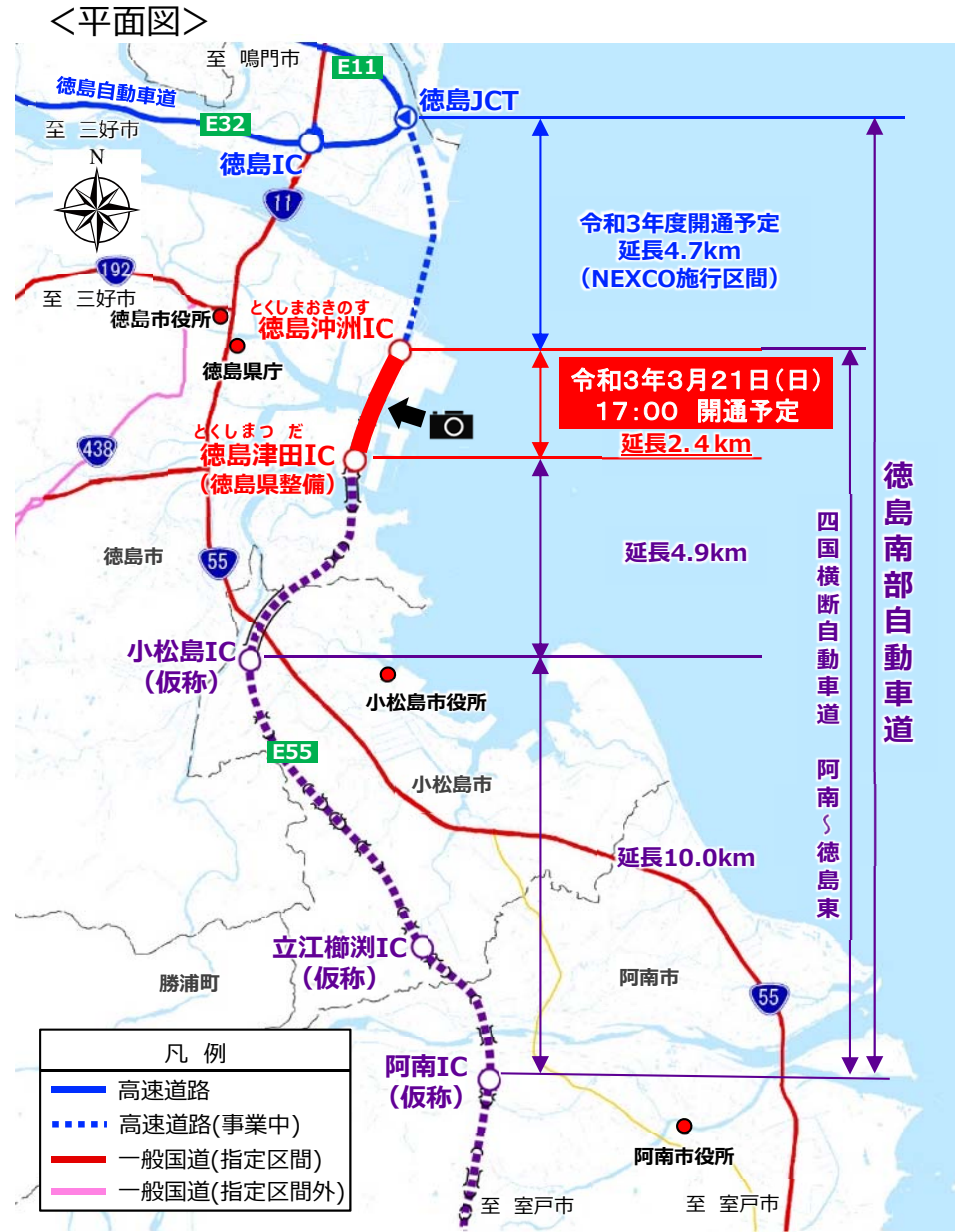 ＜平面図＞
至 鳴門市
E11
徳島自動車道
徳島JCT
E32
至 三好市
N
徳島IC
11
令和3年度開通予定
延長4.7km
（NEXCO施行区間）
192
至 三好市
徳島市役所
とくしまおきのす
徳島沖洲IC
徳島県庁
令和3年3月21日(日)
17:00 開通予定
延長2.4km
とくしまつ だ
徳島津田IC
（徳島県整備）
438
徳島市
55
延長4.9km
徳島南部自動車道
四国横断自動車道 阿南～徳島東
小松島IC
（仮称）
小松島市役所
E55
小松島市
延長10.0km
立江櫛渕IC
（仮称）
勝浦町
阿南市
55
阿南IC
（仮称）
阿南市役所
至 室戸市
至 室戸市
凡 例
高速道路
高速道路(事業中)
一般国道(指定区間)
一般国道(指定区間外)